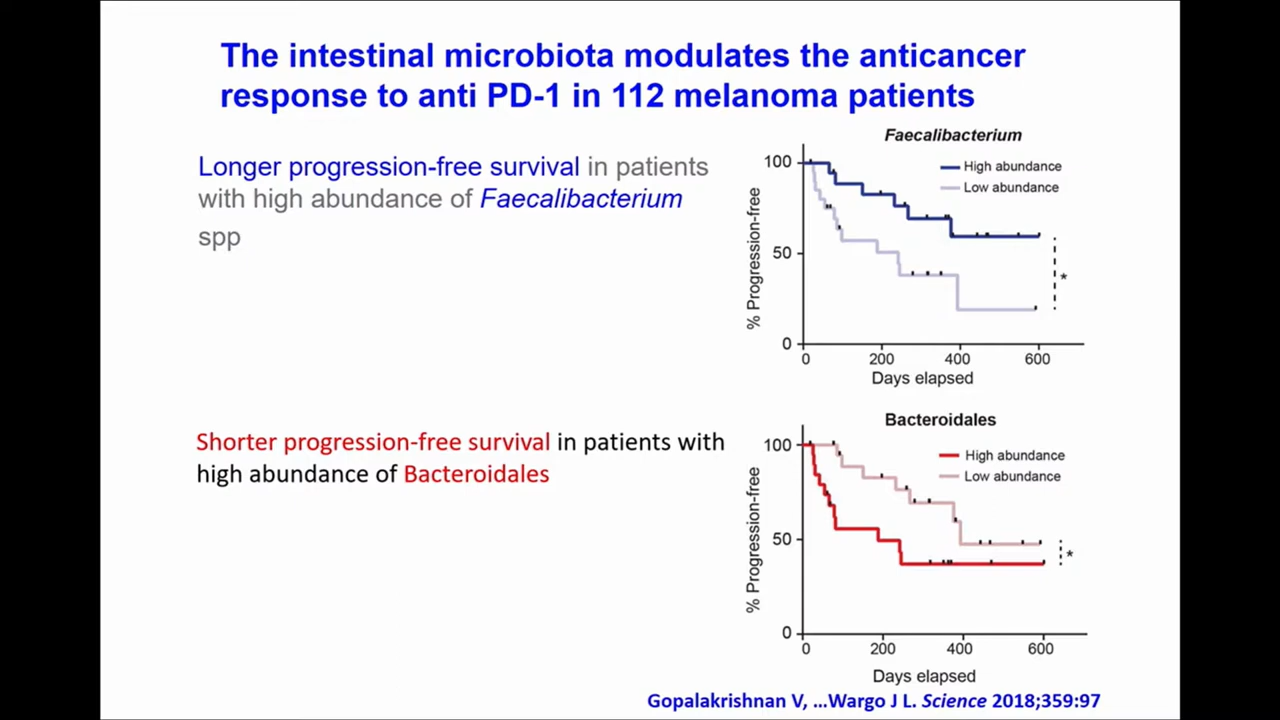 The intestinal microbiota modulates the anticancer
response to anti PD-1 in 112 melanoma patients
Longer progression-free survival in patients
with high abundance of Faecalibacterium
spp
Faecalibacterium
High abundance
Low abundance
% Progression-free
100
50
0
*
0 200 400 600
Days elapsed
Shorter progression-free survival in patients with
high abundance of Bacteroidales
Bacteroidales
High abundance
Low abundance
% Progression-free
100
50
0
*
0 200 400 600
Days elapsed
Gopalakrishnan V, ...Wargo J L. Science 2018;359:97